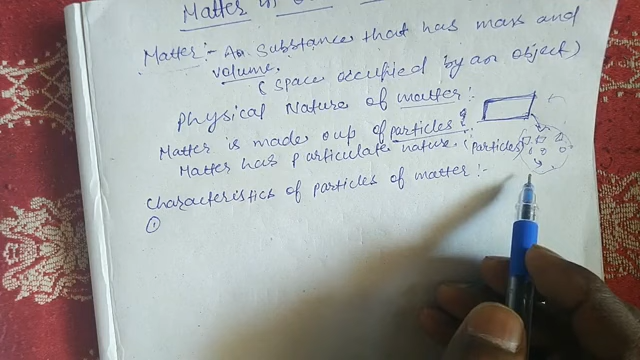 Matter in
Matter:- An Substance that has mass and
volume.
(Space occupied by an object)
Physical Nature of matter:
Matter is made oup of particles &
Matter has particulate nature. (particles)
Characteristics of particles of matter:-
①